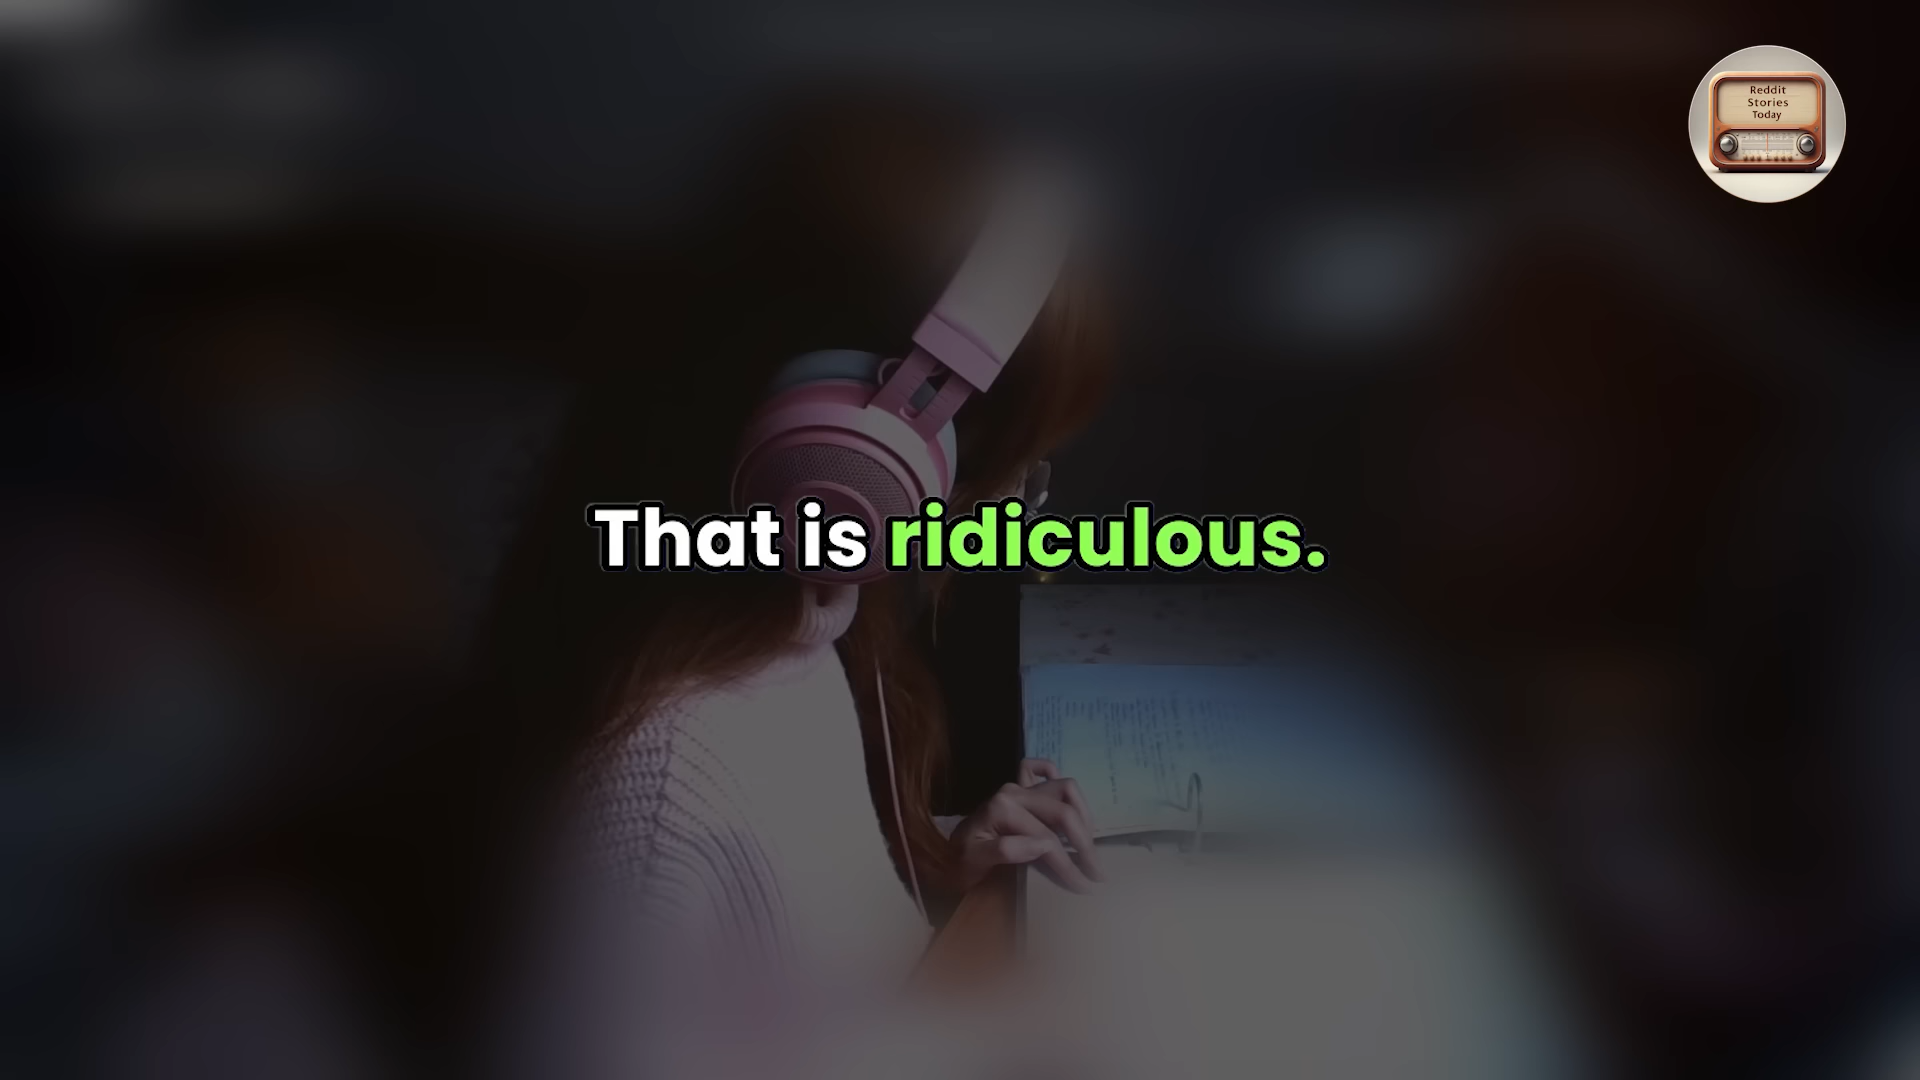 Reddit
Stories
Today
That is ridiculous.